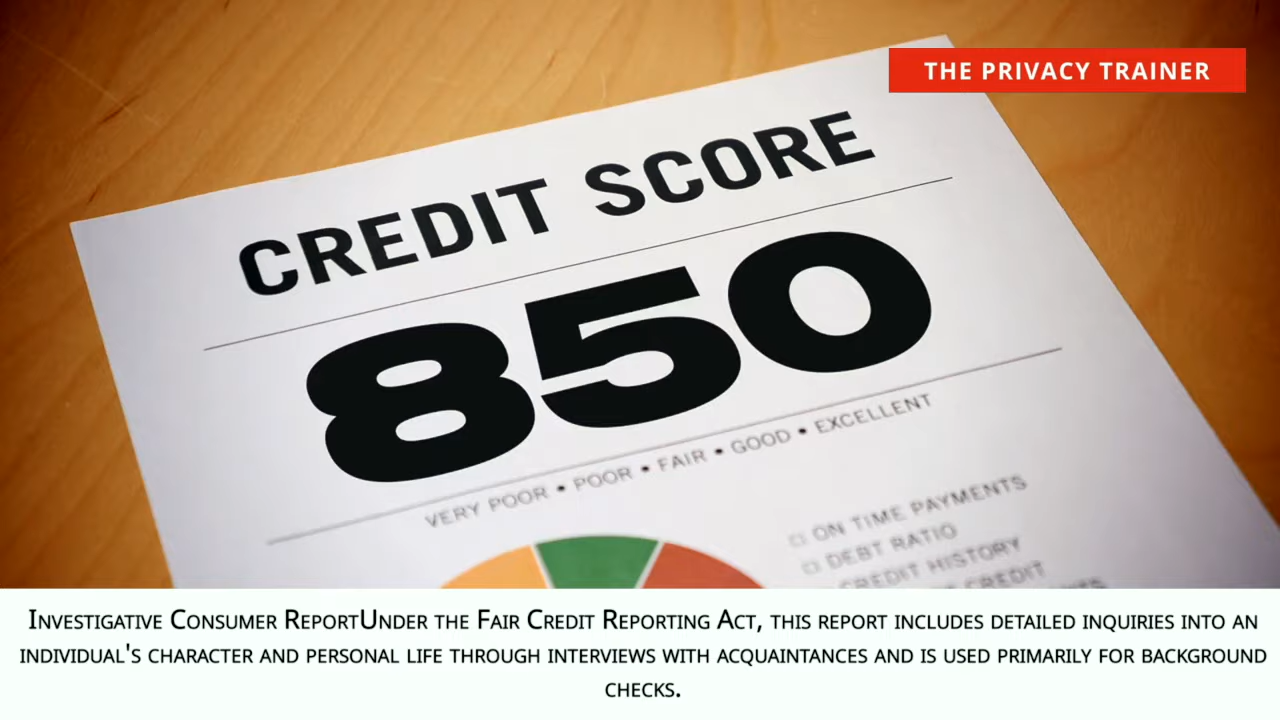 THE PRIVACY TRAINER
CREDIT SCORE
850
VERY POOR • POOR • FAIR • GOOD • EXCELLENT
ON TIME PAYMENTS
DEBT RATIO
CREDIT HISTORY
CREDIT
Investigative Consumer ReportUnder the Fair Credit Reporting Act, this report includes detailed inquiries into an
individual's character and personal life through interviews with acquaintances and is used primarily for background
checks.